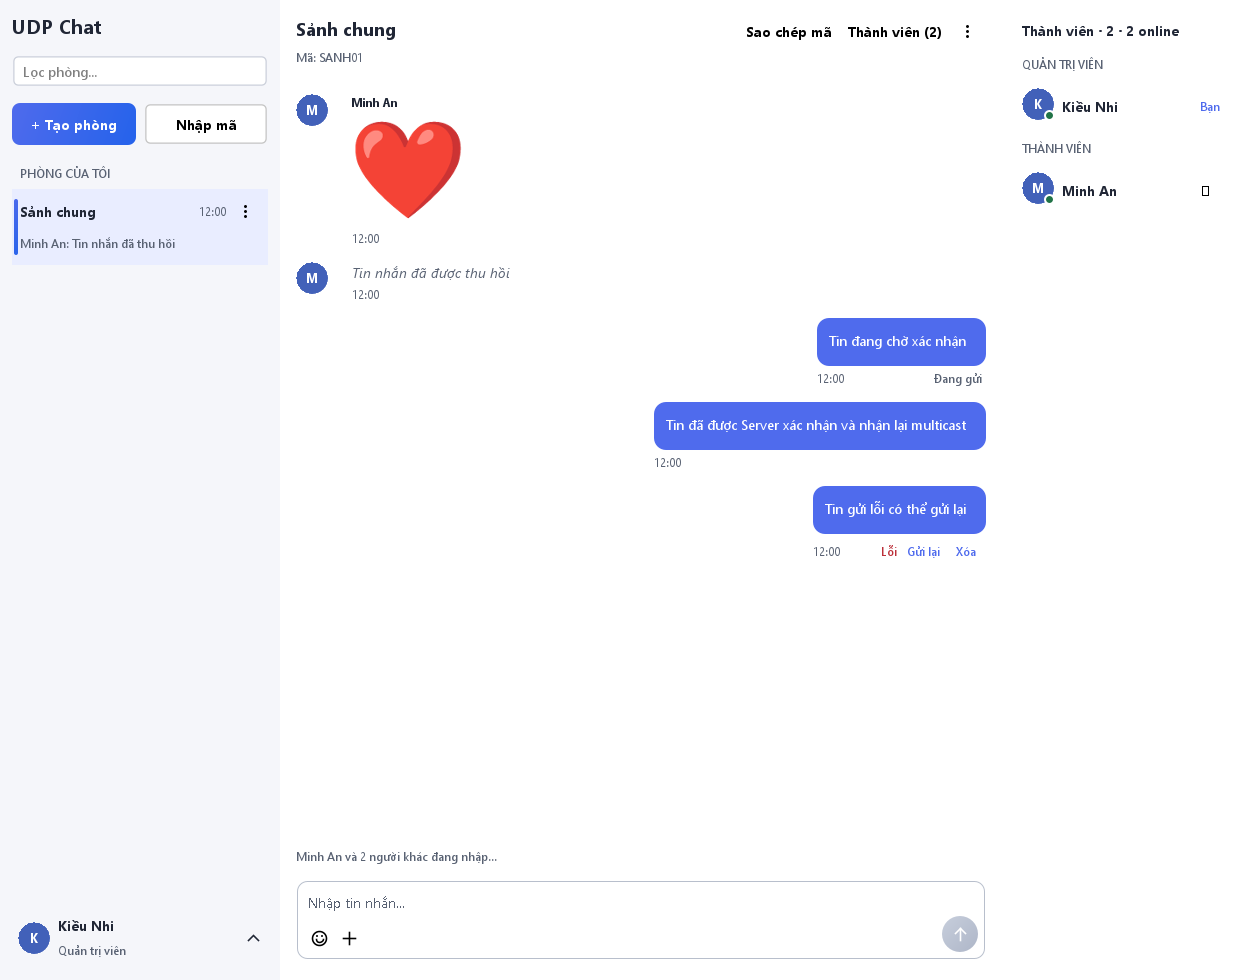 UDP Chat
Lọc phòng...
+ Tạo phòng
Nhập mã
PHÒNG CỦA TÔI
Sảnh chung
12:00
Minh An: Tin nhắn đã thu hồi
Kiều Nhi
K
Quản trị viên
Sảnh chung
Mã: SANH01
Sao chép mã
Thành viên (2)
M
Minh An
12:00
M
Tin nhắn đã được thu hồi
12:00
Tin đang chờ xác nhận
12:00
Đang gửi
Tin đã được Server xác nhận và nhận lại multicast
12:00
Tin gửi lỗi có thể gửi lại
12:00
Lỗi
Gửi lại
Xóa
Minh An và 2 người khác đang nhập...
Nhập tin nhắn...
Thành viên - 2 - 2 online
QUẢN TRỊ VIÊN
K
Kiều Nhi
Bạn
THÀNH VIÊN
M
Minh An